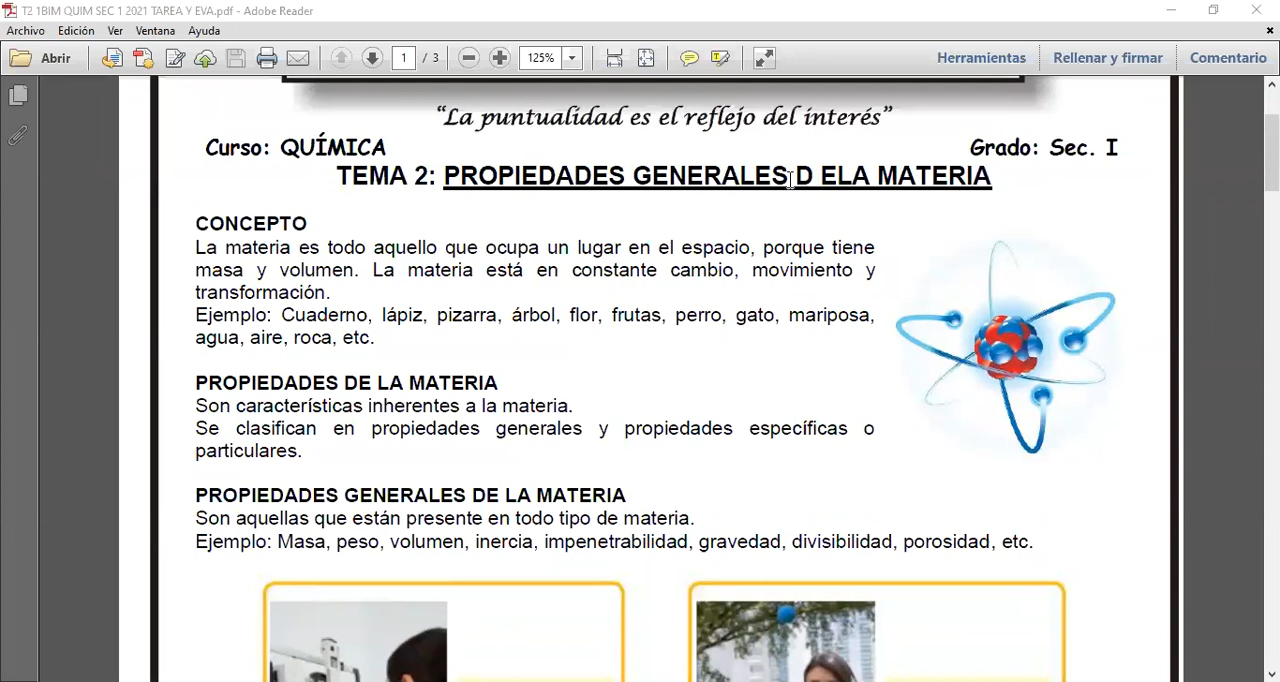 T2 1BIM QUIM SEC 1 2021 TAREA Y EVA.pdf - Adobe Reader
Archivo Edición Ver Ventana Ayuda
Abrir 1 / 3 125% Herramientas Rellenar y firmar Comentario
“La puntualidad es el reflejo del interés”
Curso: QUÍMICA Grado: Sec. I
TEMA 2: PROPIEDADES GENERALES D ELA MATERIA
CONCEPTO
La materia es todo aquello que ocupa un lugar en el espacio, porque tiene
masa y volumen. La materia está en constante cambio, movimiento y
transformación.
Ejemplo: Cuaderno, lápiz, pizarra, árbol, flor, frutas, perro, gato, mariposa,
agua, aire, roca, etc.
PROPIEDADES DE LA MATERIA
Son características inherentes a la materia.
Se clasifican en propiedades generales y propiedades específicas o
particulares.
PROPIEDADES GENERALES DE LA MATERIA
Son aquellas que están presente en todo tipo de materia.
Ejemplo: Masa, peso, volumen, inercia, impenetrabilidad, gravedad, divisibilidad, porosidad, etc.